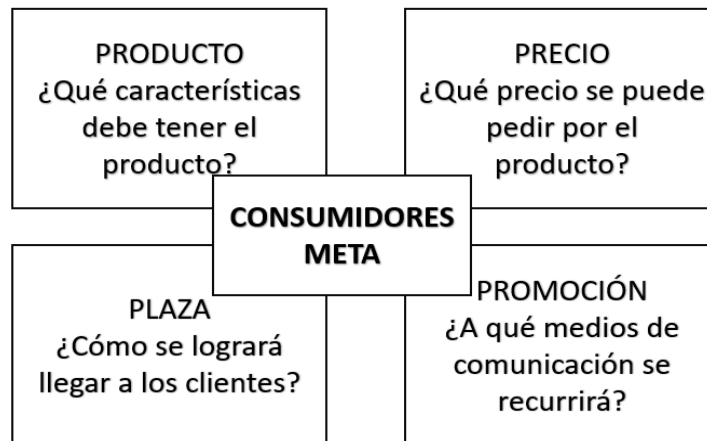 PRODUCTO
¿Qué características
debe tener el
producto?
PRECIO
¿Qué precio se puede
pedir por el
producto?
CONSUMIDORES
META
PLAZA
¿Cómo se logrará
llegar a los clientes?
PROMOCIÓN
¿A qué medios de
comunicación se
recurrirá?